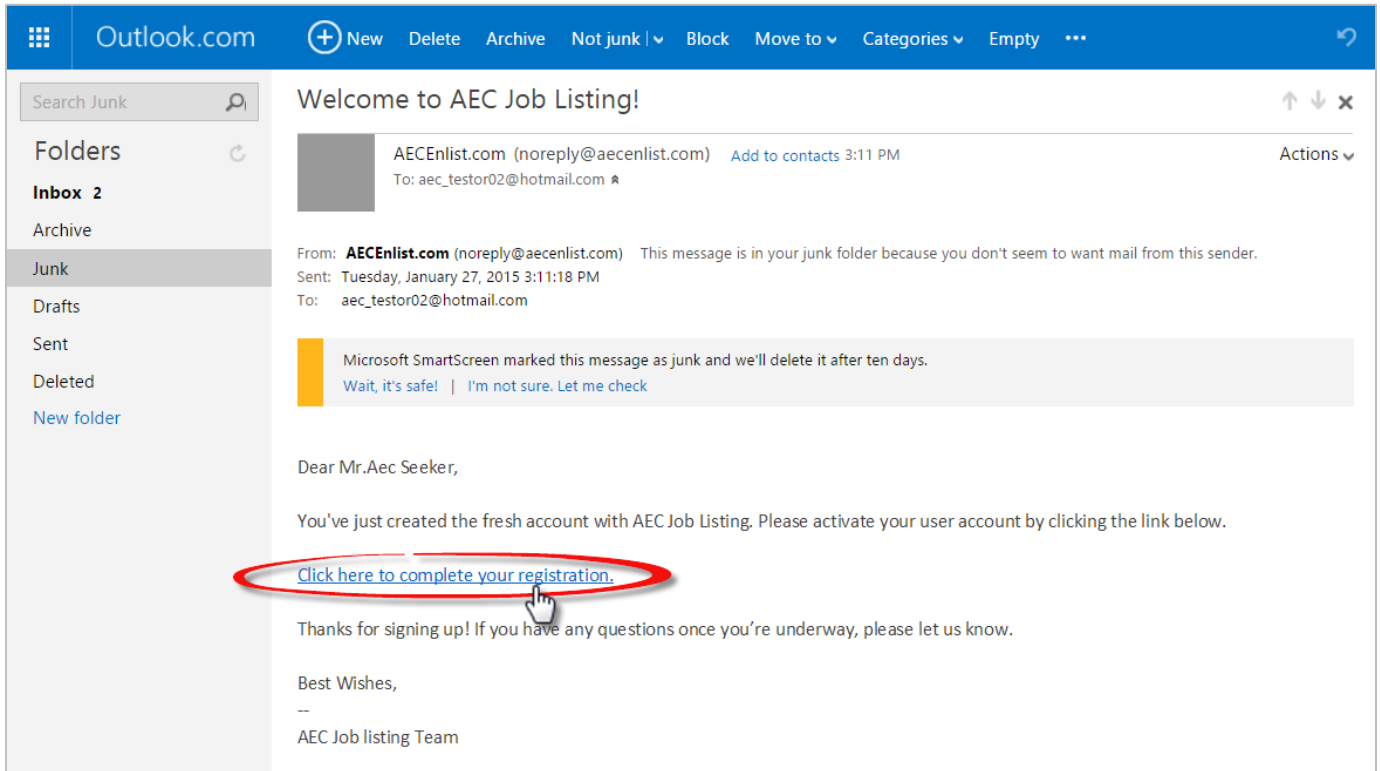 Outlook.com New Delete Archive Not junk | Block Move to Categories Empty •••
Search Junk
Folders
Inbox 2
Archive
Junk
Drafts
Sent
Deleted
New folder
Welcome to AEC Job Listing!
AECEnlist.com (noreply@aecenlist.com) Add to contacts 3:11 PM
Actions
To: aec_testor02@hotmail.com
From: AECEnlist.com (noreply@aecenlist.com) This message is in your junk folder because you don't seem to want mail from this sender.
Sent: Tuesday, January 27, 2015 3:11:18 PM
To: aec_testor02@hotmail.com
Microsoft SmartScreen marked this message as junk and we'll delete it after ten days.
Wait, it's safe! | I'm not sure. Let me check
Dear Mr.Aec Seeker,
You've just created the fresh account with AEC Job Listing. Please activate your user account by clicking the link below.
Click here to complete your registration.
Thanks for signing up! If you have any questions once you’re underway, please let us know.
Best Wishes,
--
AEC Job listing Team